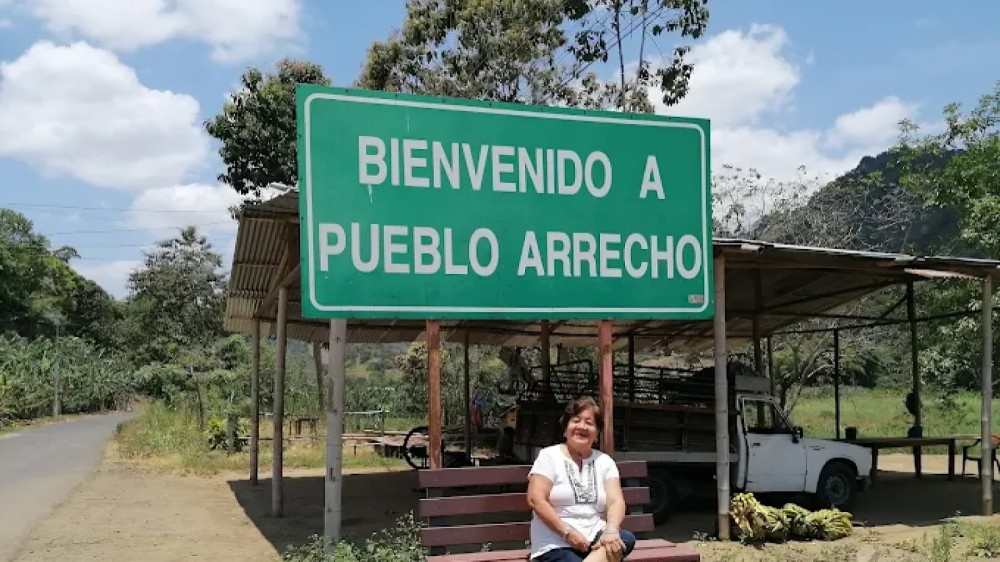 BIENVENIDO A
PUEBLO ARRECHO